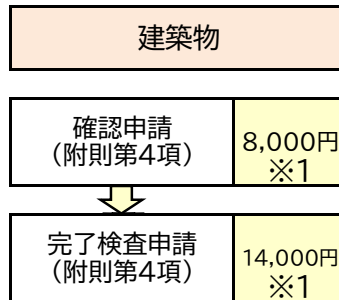 建築物
確認申請
(附則第4項)
8,000円
※1
完了検査申請
(附則第4項)
14,000円
※1